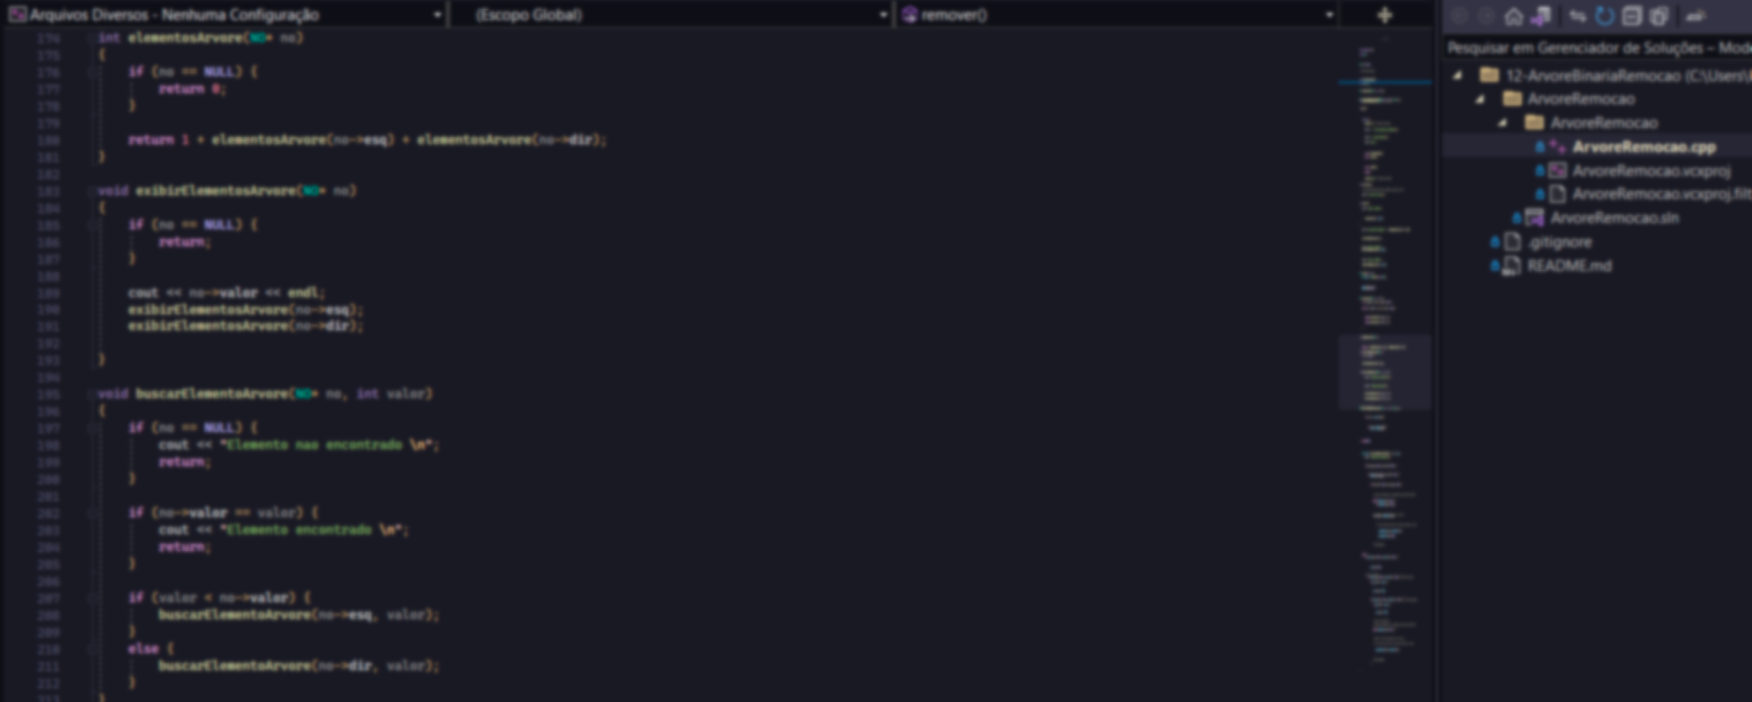 Arquivos Diversos - Nenhuma Configuração
(Escopo Global)
remover()
174 int elementosArvore(NO* no)
175 {
176 if (no == NULL) {
177 return 0;
178 }
179
180 return 1 + elementosArvore(no->esq) + elementosArvore(no->dir);
181 }
182
183 void exibirElementosArvore(NO* no)
184 {
185 if (no == NULL) {
186 return;
187 }
188
189 cout << no->valor << endl;
190 exibirElementosArvore(no->esq);
191 exibirElementosArvore(no->dir);
192
193 }
194
195 void buscarElementoArvore(NO* no, int valor)
196 {
197 if (no == NULL) {
198 cout << "Elemento nao encontrado \n";
199 return;
200 }
201
202 if (no->valor == valor) {
203 cout << "Elemento encontrado \n";
204 return;
205 }
206
207 if (valor < no->valor) {
208 buscarElementoArvore(no->esq, valor);
209 }
210 else {
211 buscarElementoArvore(no->dir, valor);
212 }
213 }
Pesquisar em Gerenciador de Soluções – Mod
12-ArvoreBinariaRemocao (C:\Users\
ArvoreRemocao
ArvoreRemocao
ArvoreRemocao.cpp
ArvoreRemocao.vcxproj
ArvoreRemocao.vcxproj.filt
ArvoreRemocao.sln
.gitignore
README.md